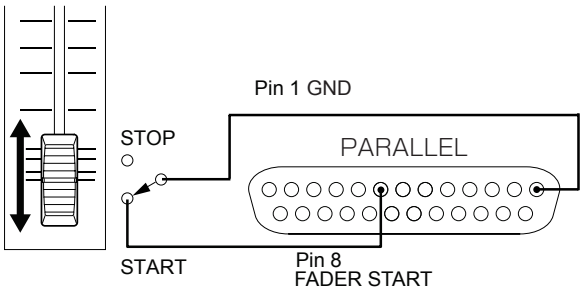 Pin 1 GND
STOP
PARALLEL
START
Pin 8
FADER START